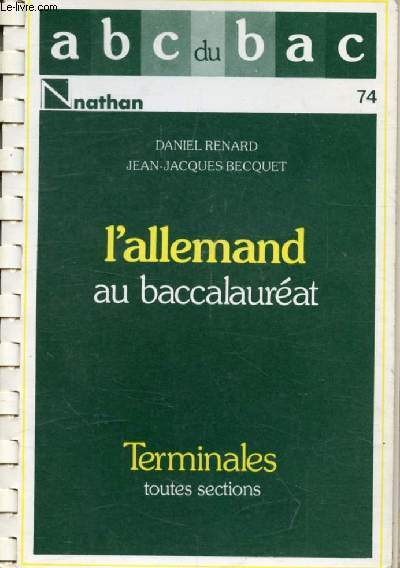 Le-livre.com
abc du bac
nathan
74
DANIEL RENARD
JEAN-JACQUES BECQUET
l'allemand
au baccalauréat
Terminales
toutes sections